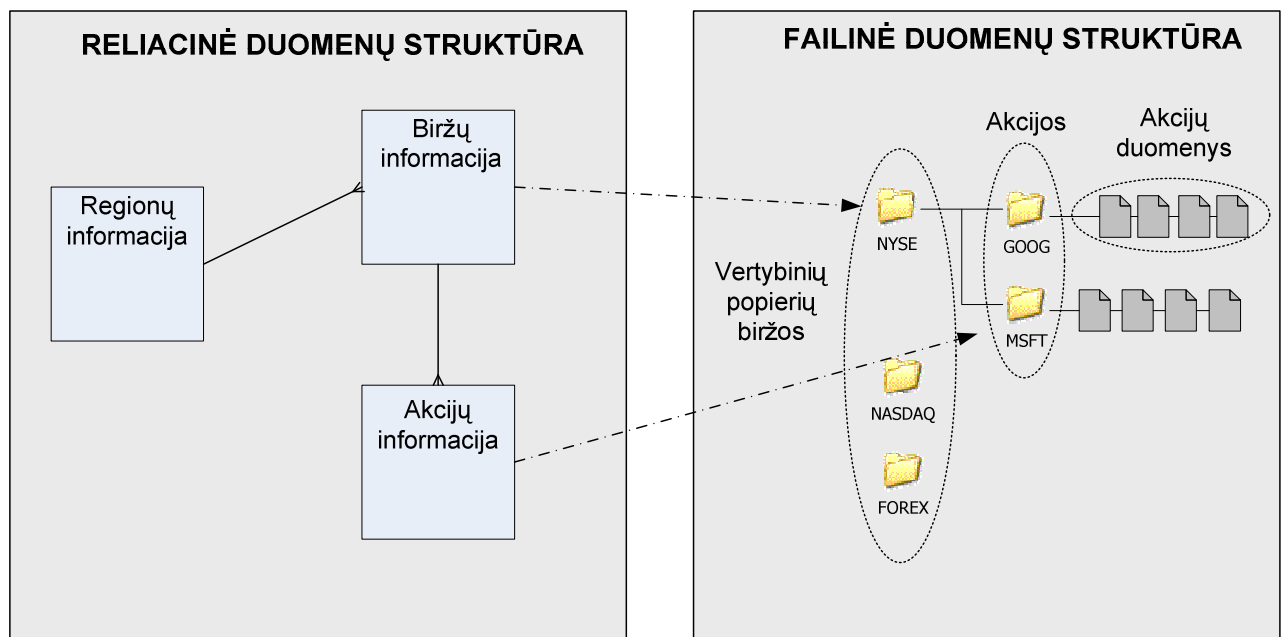 RELIACINĖ DUOMENŲ STRUKTŪRA
Biržų
informacija
Regionų
informacija
Akcijų
informacija
FAILINĖ DUOMENŲ STRUKTŪRA
Akcijos
Akcijų
duomenys
NYSE
GOOG
Vertybinių
popierių
biržos
MSFT
NASDAQ
FOREX